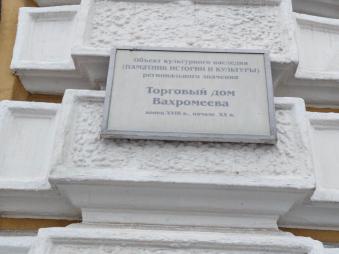 Объект культурного наследия
(ПАМЯТНИК ИСТОРИИ И КУЛЬТУРЫ)
регионального значения
Торговый дом
Вахромеева
конец XVIII в., начало XX в.